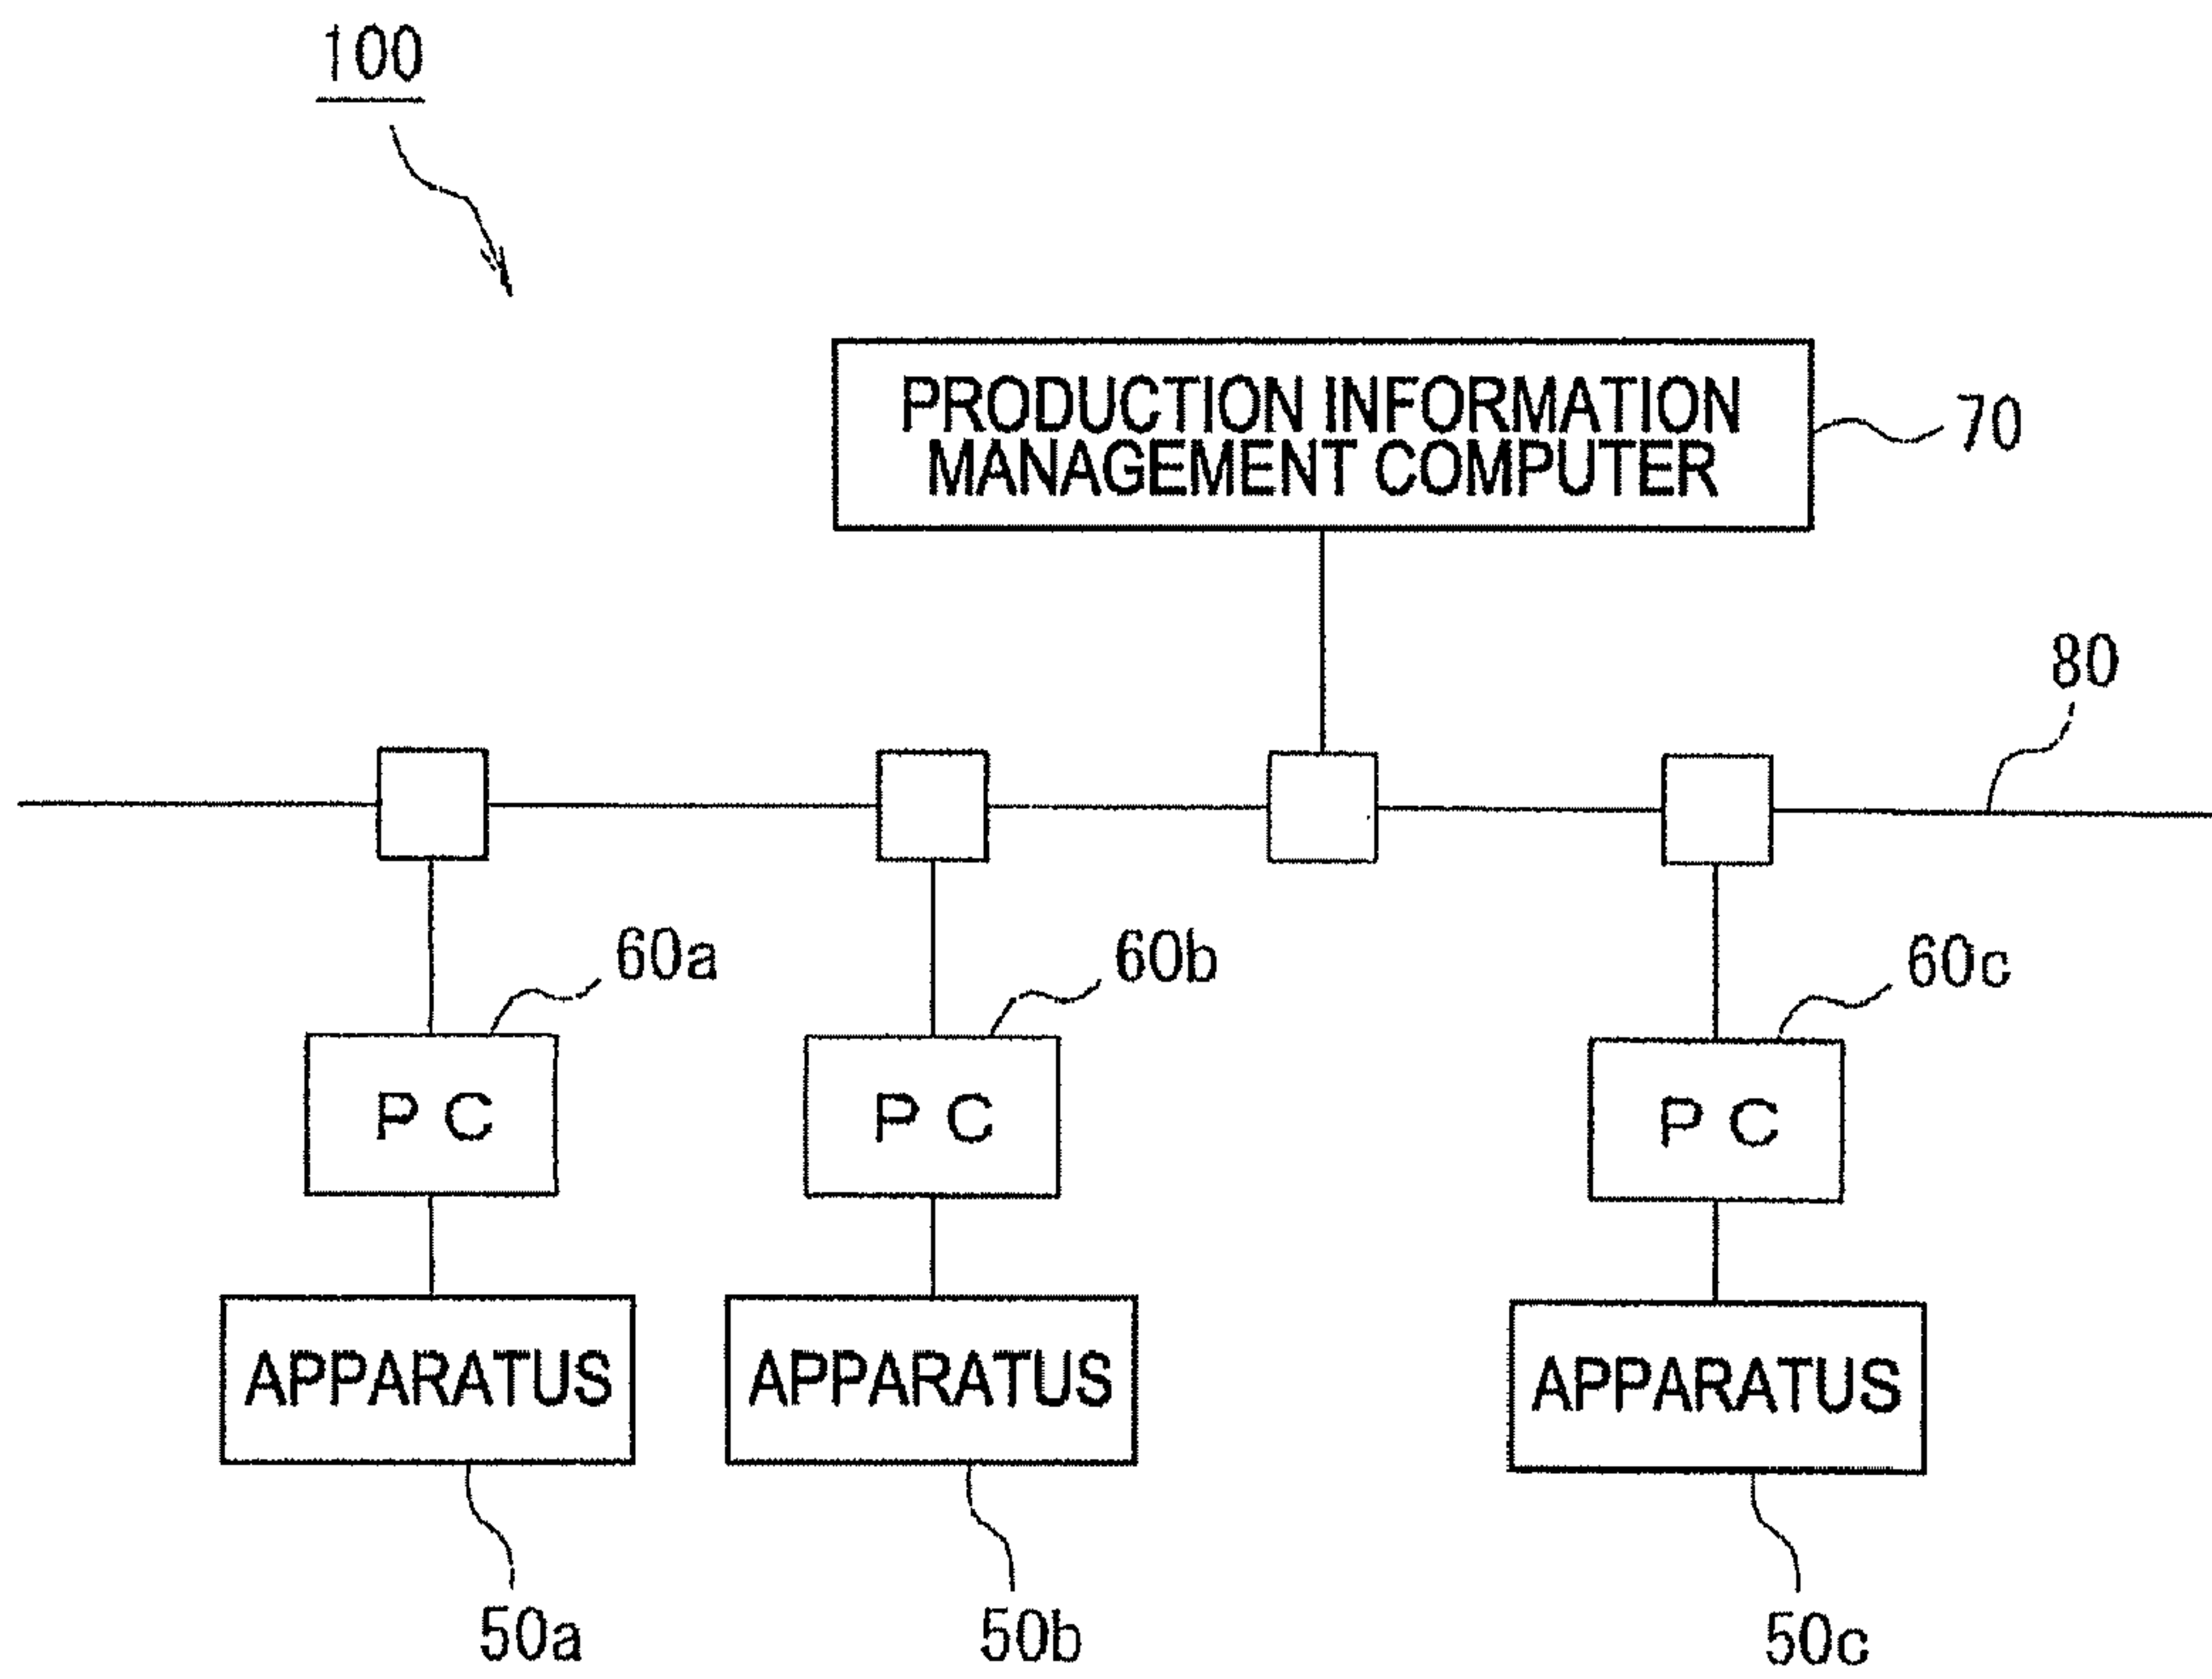 100
PRODUCTION INFORMATION
MANAGEMENT COMPUTER
70
80
60a
60b
60c
P C
P C
P C
APPARATUS
APPARATUS
APPARATUS
50a
50b
50c